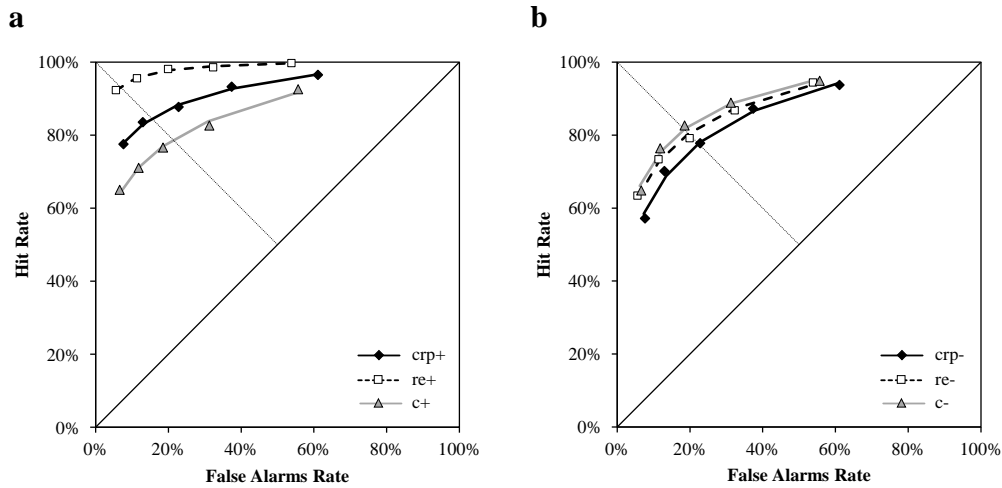 a
100%
80%
60%
40%
20%
0%
Hit Rate
0% 20% 40% 60% 80% 100%
False Alarms Rate
crp+
re+
c+
b
100%
80%
60%
40%
20%
0%
Hit Rate
0% 20% 40% 60% 80% 100%
False Alarms Rate
crp-
re-
c-